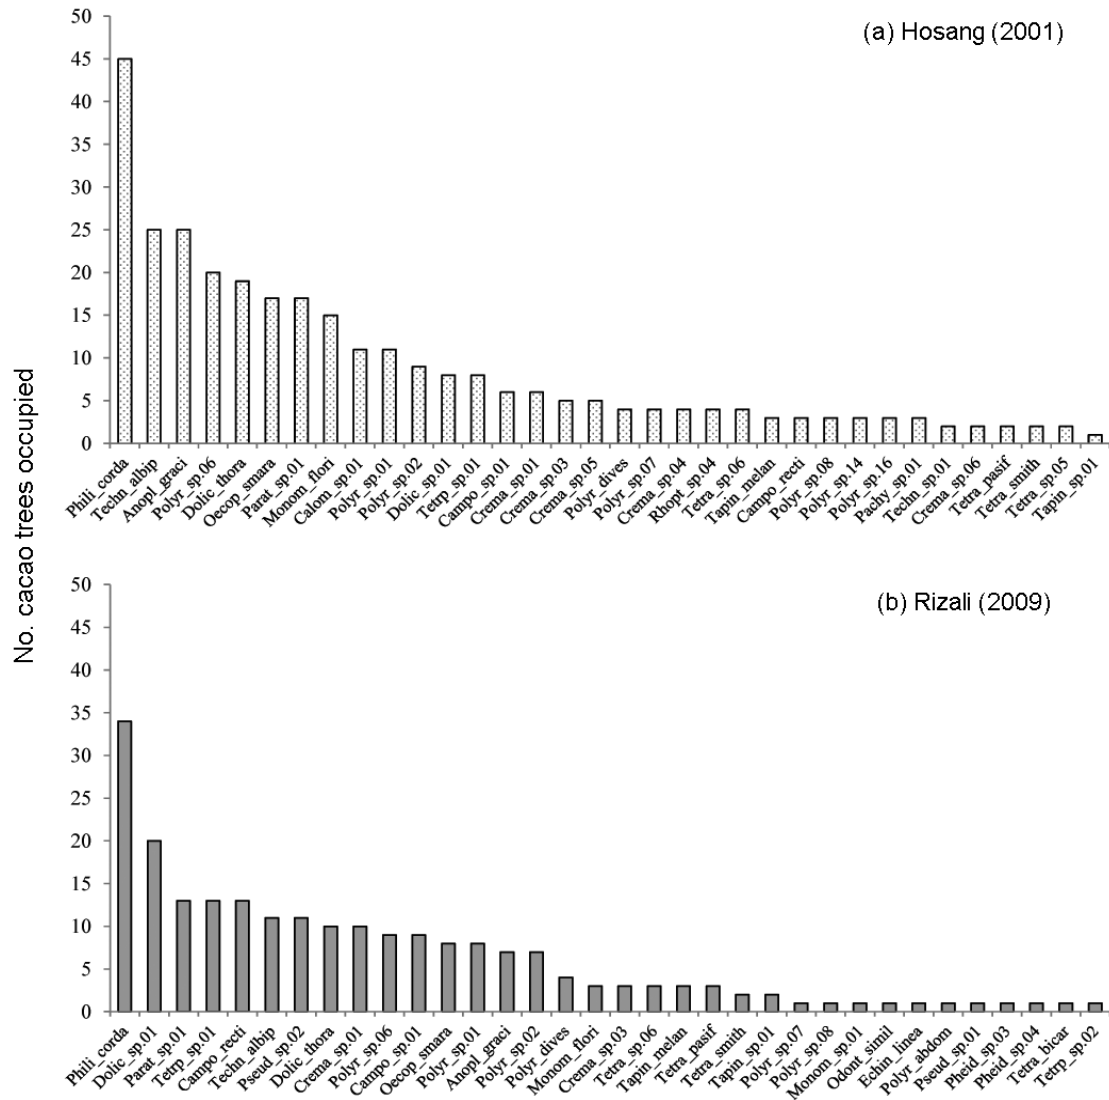 (a) Hosang (2001)
50
45
40
35
30
25
20
15
10
5
0
Phili_corda
Techn_albip
Anopl_graci
Polyr_sp.06
Dolic_thora
Oecop_smara
Parat_sp.01
Monom_flori
Calom_sp.01
Polyr_sp.01
Polyr_sp.02
Dolic_sp.01
Tetrp_sp.01
Campo_sp.01
Crema_sp.01
Crema_sp.03
Crema_sp.05
Polyr_dives
Polyr_sp.07
Crema_sp.04
Rhopt_sp.04
Tetra_sp.06
Tapin_melan
Campo_recti
Polyr_sp.08
Polyr_sp.14
Polyr_sp.16
Pachy_sp.01
Techn_sp.01
Crema_sp.06
Tetra_pasif
Tetra_smith
Tetra_sp.05
Tapin_sp.01
No. cacao trees occupied
(b) Rizali (2009)
50
45
40
35
30
25
20
15
10
5
0
Phili_corda
Dolic_sp.01
Parat_sp.01
Tetrp_sp.01
Campo_recti
Techn_albip
Pseud_sp.02
Dolic_thora
Crema_sp.01
Polyr_sp.06
Campo_sp.01
Oecop_smara
Polyr_sp.01
Anopl_graci
Polyr_sp.02
Polyr_dives
Monom_flori
Crema_sp.03
Tetra_sp.06
Tapin_melan
Tetra_pasif
Tetra_smith
Tapin_sp.01
Polyr_sp.07
Polyr_sp.08
Monom_sp.01
Odont_simil
Echin_linea
Polyr_abdom
Pseud_sp.01
Pheid_sp.03
Pheid_sp.04
Tetra_bicar
Tetrp_sp.02